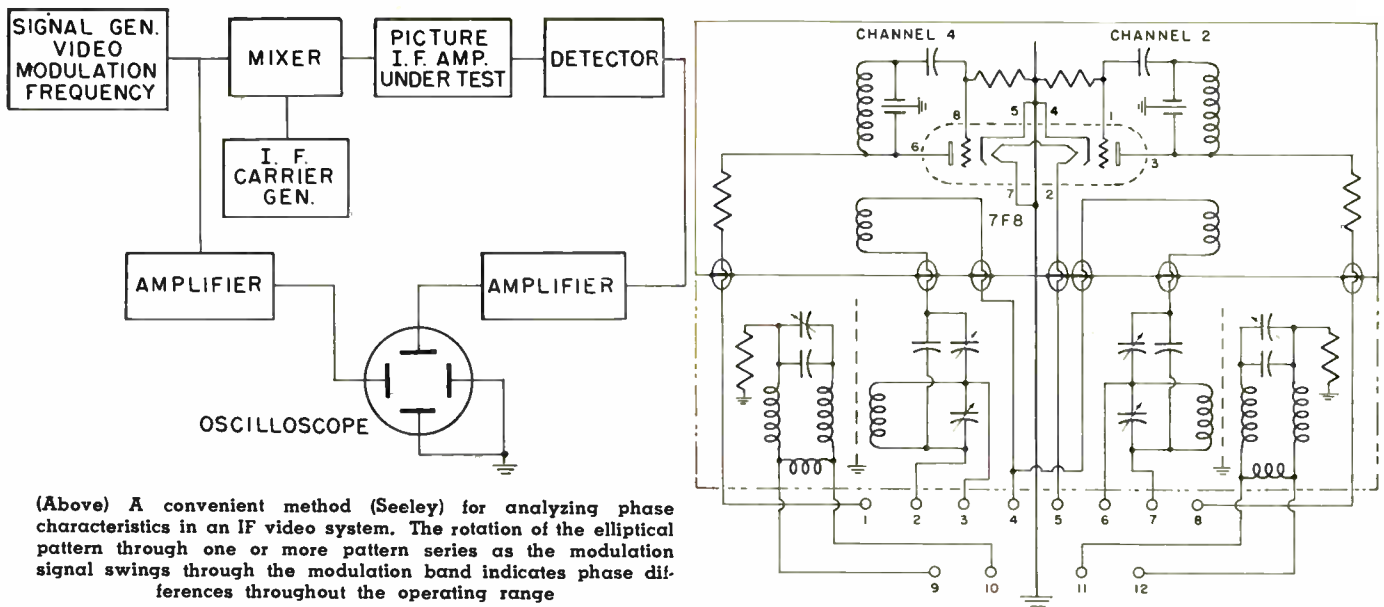 SIGNAL GEN.
VIDEO
MODULATION
FREQUENCY
MIXER
PICTURE
I.F. AMP.
UNDER TEST
DETECTOR
I. F.
CARRIER
GEN.
AMPLIFIER
AMPLIFIER
OSCILLOSCOPE
(Above) A convenient method (Seeley) for analyzing phase
characteristics in an IF video system. The rotation of the elliptical
pattern through one or more pattern series as the modulation
signal swings through the modulation band indicates phase dif-
ferences throughout the operating range
CHANNEL 4
CHANNEL 2
8
5
4
1
6
3
7
2
7F8
1
2
3
4
5
6
7
8
9
10
11
12